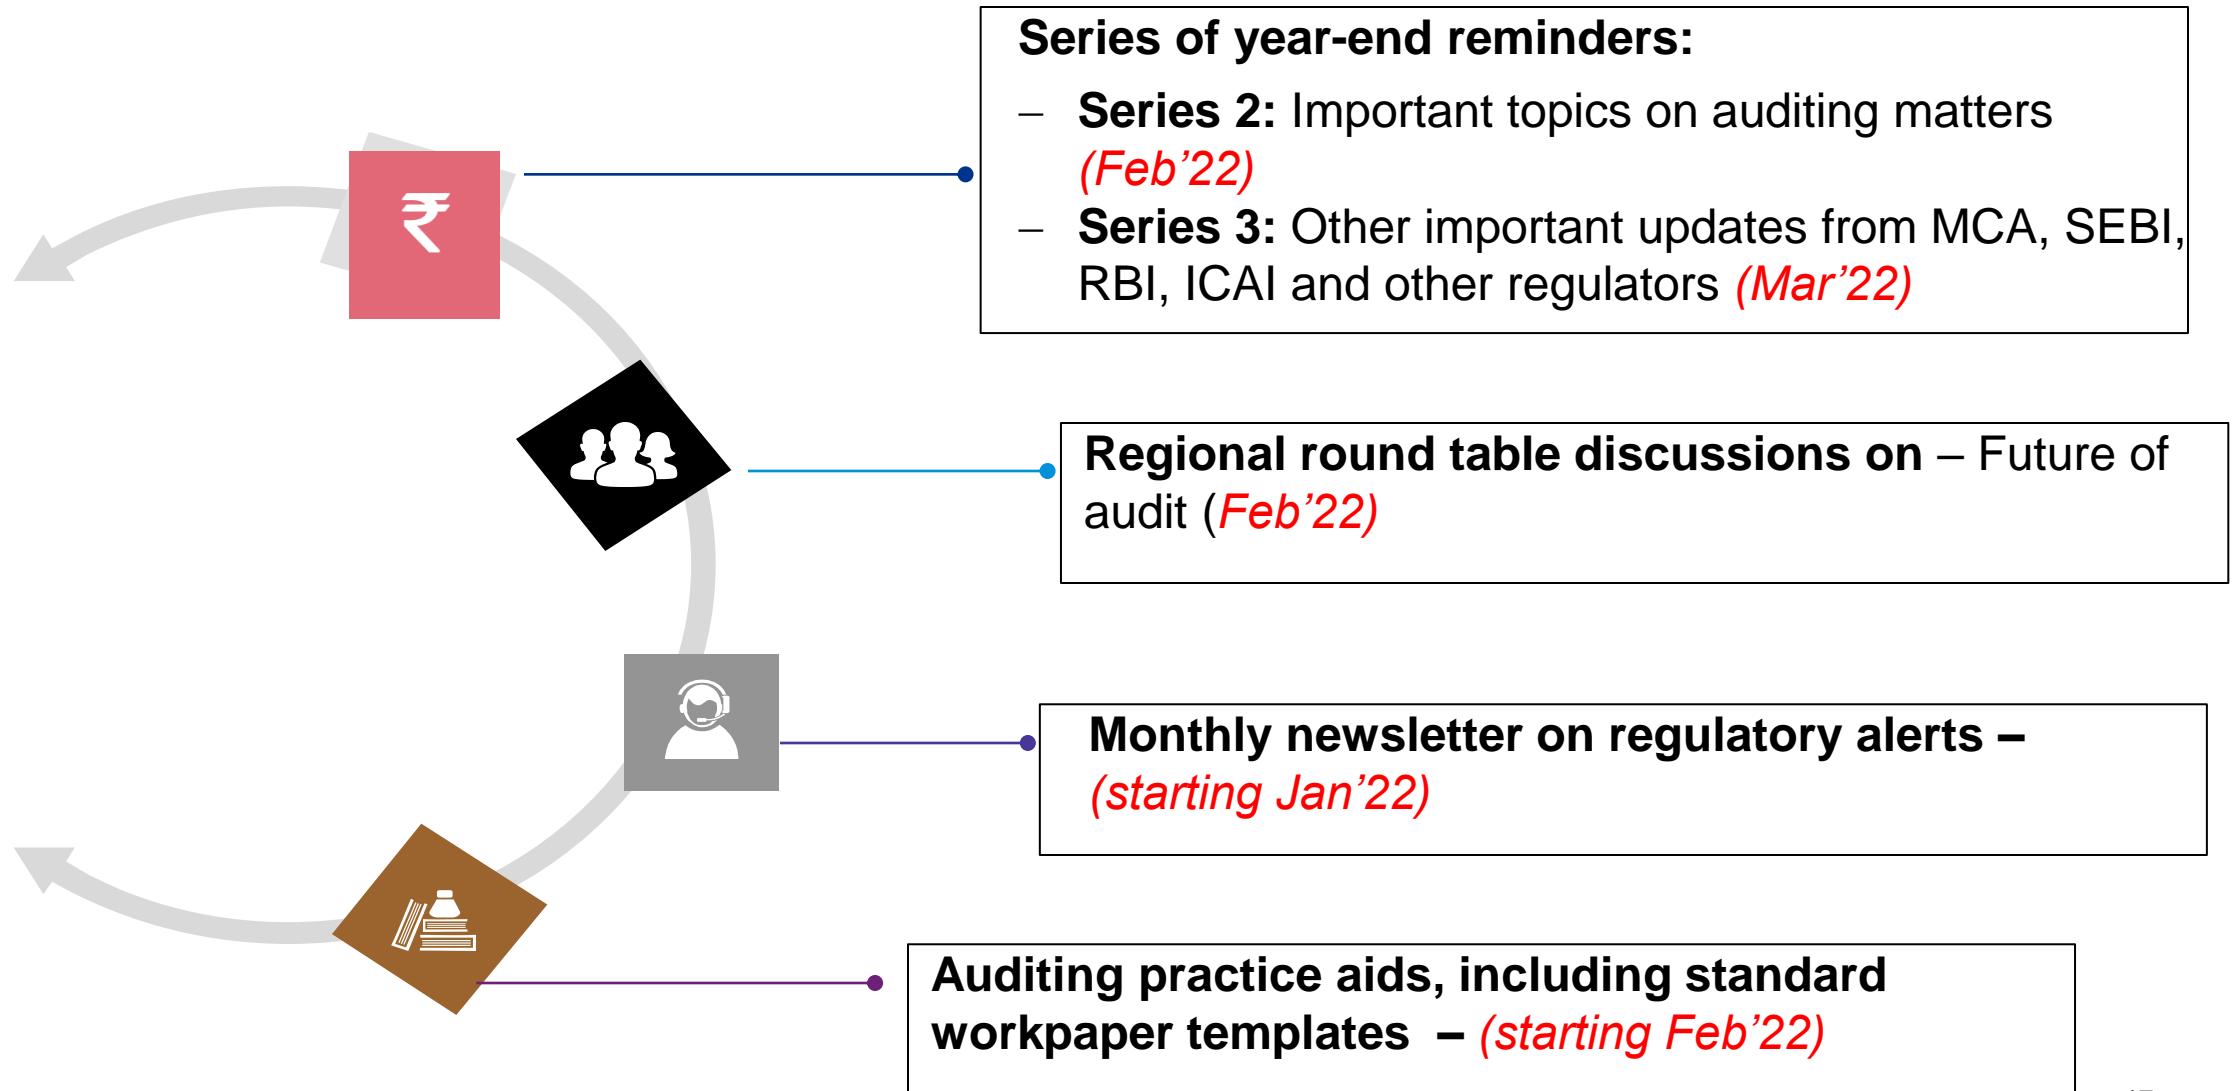 Series of year-end reminders:
– Series 2: Important topics on auditing matters
(Feb’22)
– Series 3: Other important updates from MCA, SEBI,
RBI, ICAI and other regulators (Mar’22)
₹
Regional round table discussions on – Future of
audit (Feb’22)
Monthly newsletter on regulatory alerts –
(starting Jan’22)
Auditing practice aids, including standard
workpaper templates – (starting Feb’22)